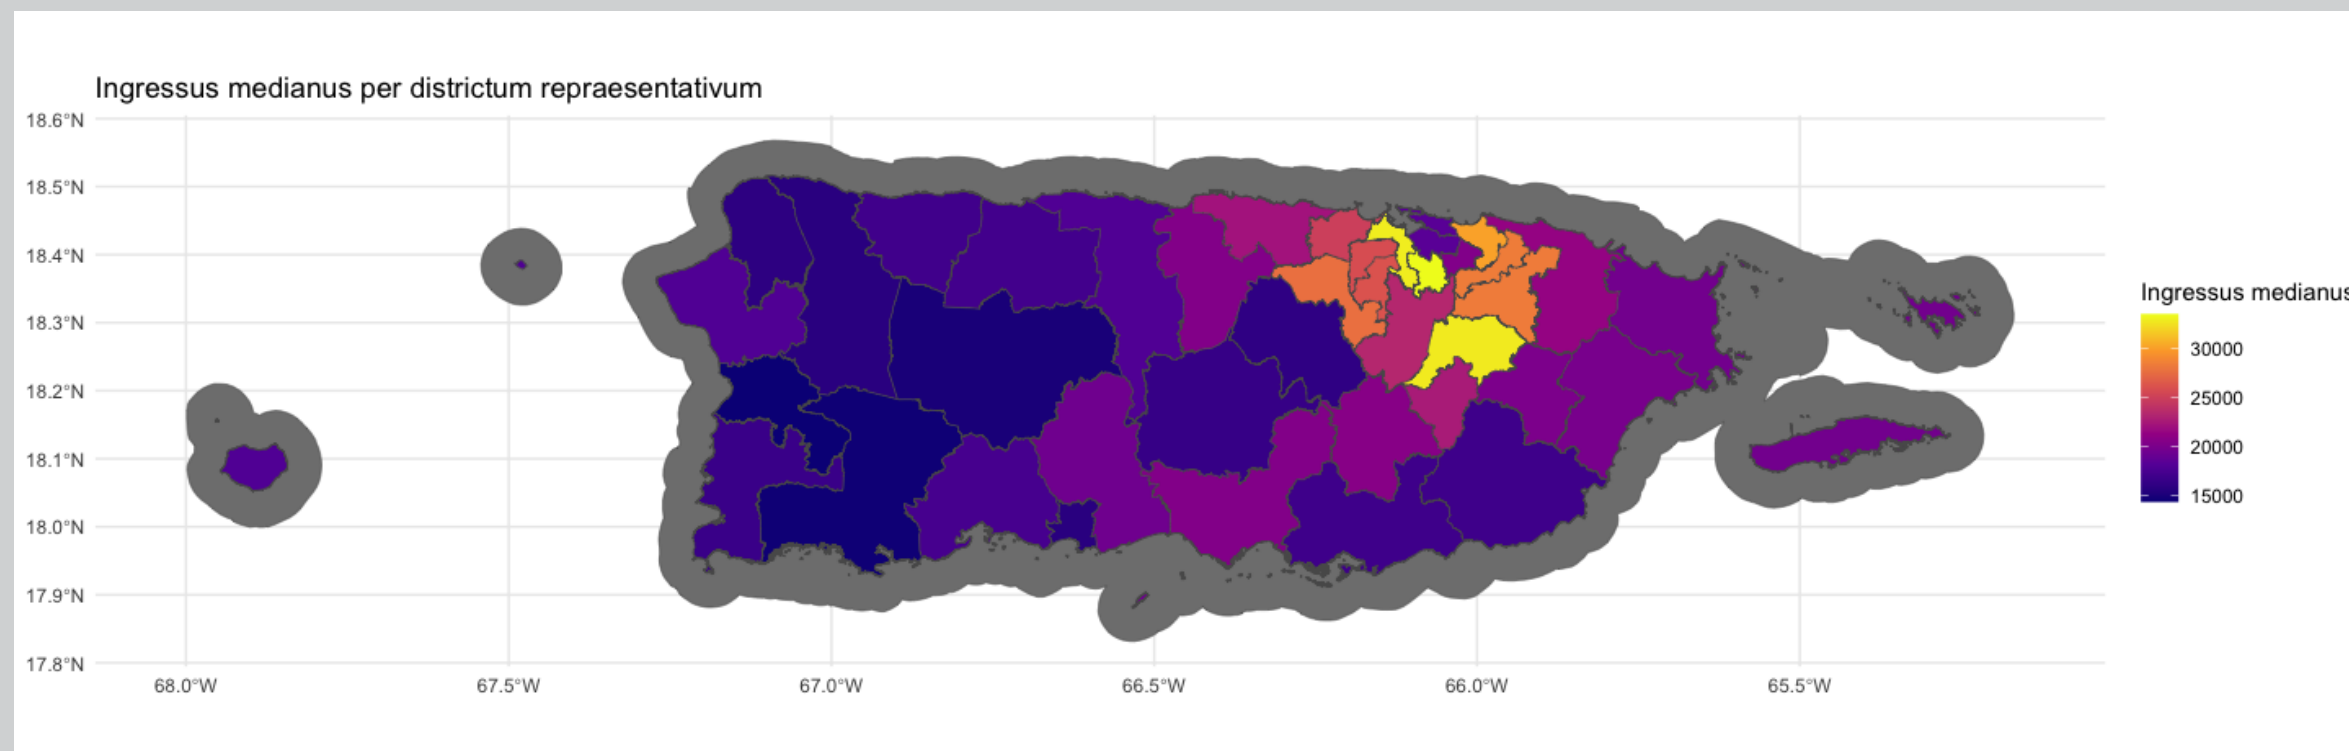 Ingressus medianus per districtum repraesentativum
18.6°N
18.5°N
18.4°N
18.3°N
18.2°N
18.1°N
18.0°N
17.9°N
17.8°N
68.0°W
67.5°W
67.0°W
66.5°W
66.0°W
65.5°W
Ingressus medianus
30000
25000
20000
15000